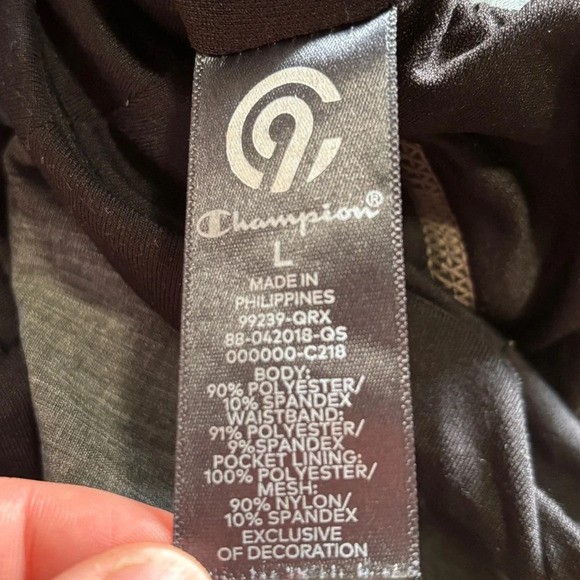 C9
Champion®
L
MADE IN
PHILIPPINES
99239-QRX
88-042018-QS
000000-C218
BODY:
90% POLYESTER/
10% SPANDEX
WAISTBAND:
91% POLYESTER/
9%SPANDEX
POCKET LINING:
100% POLYESTER/
MESH:
90% NYLON/
10% SPANDEX
EXCLUSIVE
OF DECORATION